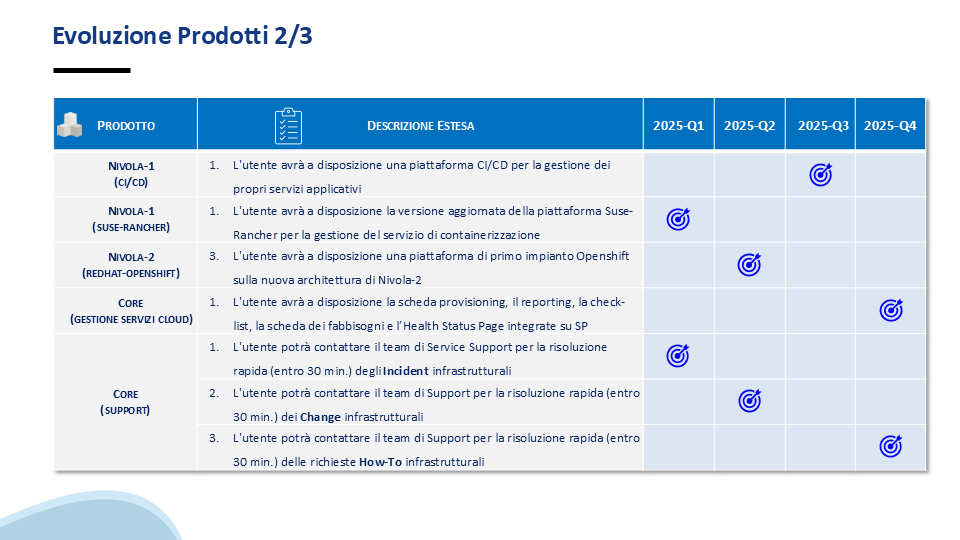 Evoluzione Prodotti 2/3
PRODOTTO
DESCRIZIONE ESTESA
2025-Q1
2025-Q2
2025-Q3
2025-Q4
NIVOLA-1
(CI/CD)
1. L'utente avrà a disposizione una piattaforma CI/CD per la gestione dei
propri servizi applicativi
NIVOLA-1
(SUSE-RANCHER)
1. L'utente avrà a disposizione la versione aggiornata della piattaforma Suse-
Rancher per la gestione del servizio di containerizzazione
NIVOLA-2
(REDHAT-OPENSHIFT)
3. L'utente avrà a disposizione una piattaforma di primo impianto Openshift
sulla nuova architettura di Nivola-2
CORE
(GESTIONE SERVIZI CLOUD)
1. L'utente avrà a disposizione la scheda provisioning, il reporting, la check-
list, la scheda dei fabbisogni e l’Health Status Page integrate su SP
CORE
(SUPPORT)
1. L'utente potrà contattare il team di Service Support per la risoluzione
rapida (entro 30 min.) degli Incident infrastrutturali
2. L'utente potrà contattare il team di Support per la risoluzione rapida (entro
30 min.) dei Change infrastrutturali
3. L'utente potrà contattare il team di Support per la risoluzione rapida (entro
30 min.) delle richieste How-To infrastrutturali